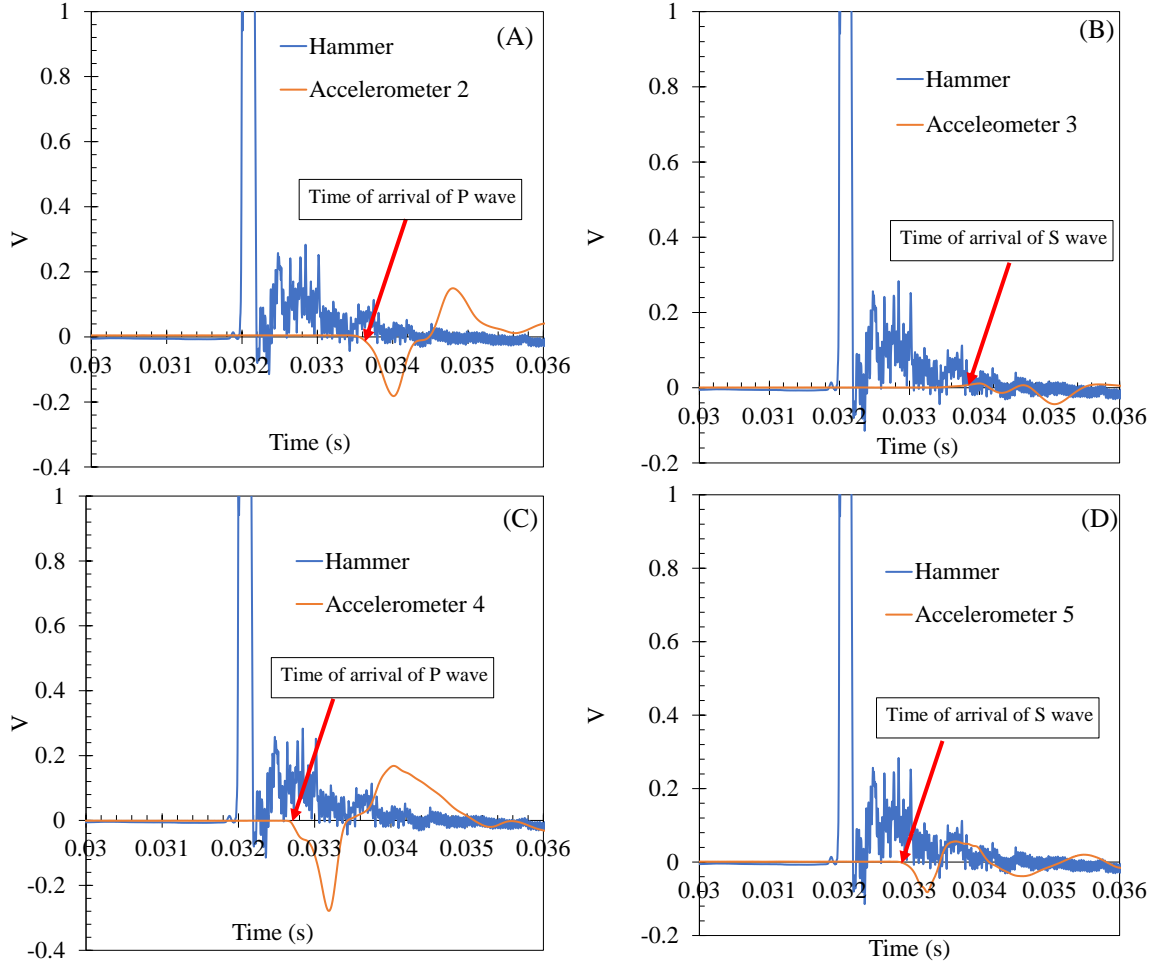 (A)
1
0.8
0.6
0.4
0.2
0
-0.2
-0.4
V
Hammer
Accelerometer 2
Time of arrival of P wave
0.03 0.031 0.032 0.033 0.034 0.035 0.036
Time (s)
(B)
1
0.8
0.6
0.4
0.2
0
-0.2
V
Hammer
Acceleometer 3
Time of arrival of S wave
0.03 0.031 0.032 0.033 0.034 0.035 0.036
Time (s)
(C)
1
0.8
0.6
0.4
0.2
0
-0.2
-0.4
V
Hammer
Accelerometer 4
Time of arrival of P wave
0.03 0.031 0.032 0.033 0.034 0.035 0.036
Time (s)
(D)
1
0.8
0.6
0.4
0.2
0
-0.2
V
Hammer
Accelerometer 5
Time of arrival of S wave
0.03 0.031 0.032 0.033 0.034 0.035 0.036
Time (s)